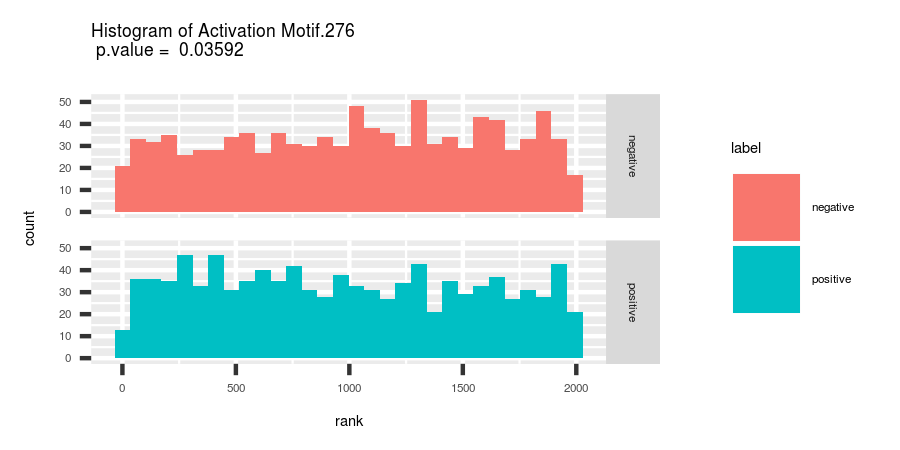 Histogram of Activation Motif.276
p.value = 0.03592
count
50
40
30
20
10
0
negative
50
40
30
20
10
0
positive
0 500 1000 1500 2000
rank
label
negative
positive